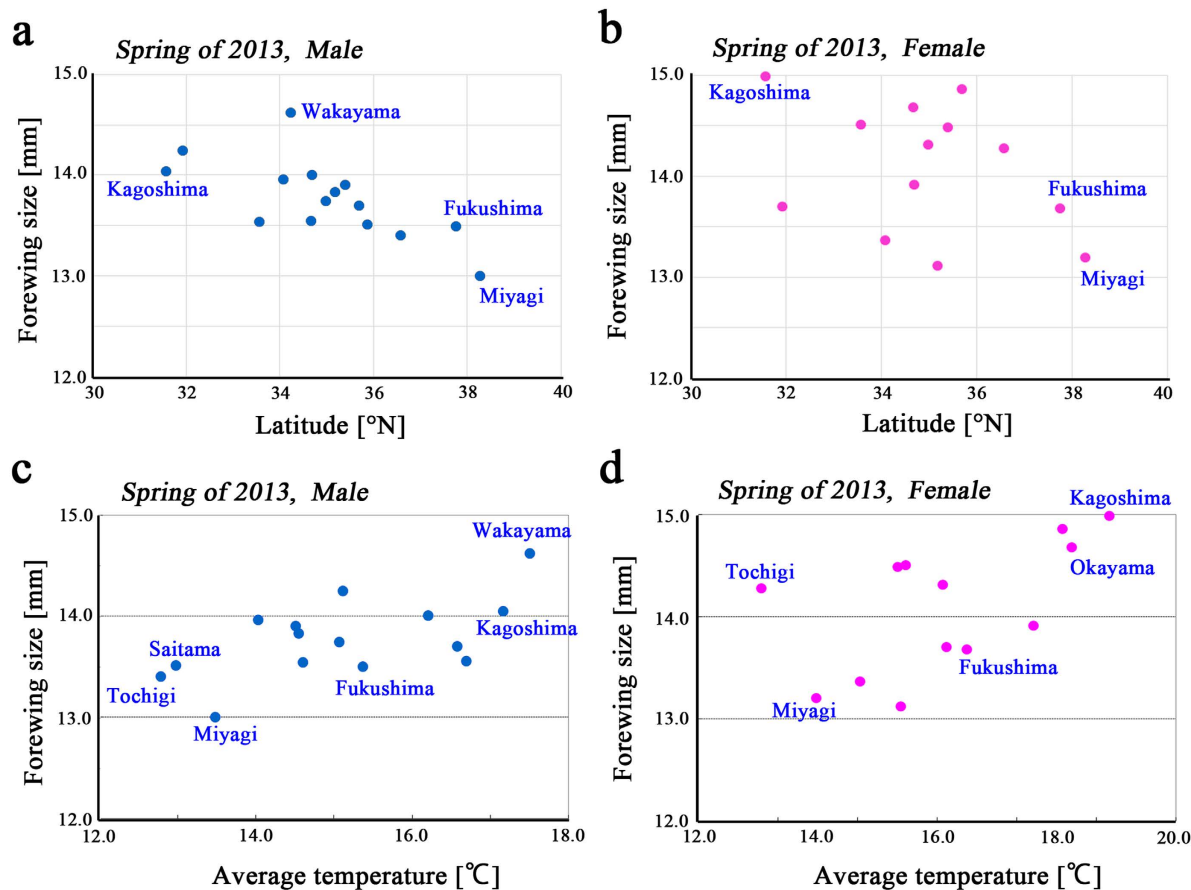 a
Spring of 2013, Male
15.0
14.0
13.0
12.0
Forewing size [mm]
Wakayama
Kagoshima
Fukushima
Miyagi
30 32 34 36 38 40
Latitude [°N]
b
Spring of 2013, Female
15.0
14.0
13.0
12.0
Forewing size [mm]
Kagoshima
Fukushima
Miyagi
30 32 34 36 38 40
Latitude [°N]
c
Spring of 2013, Male
15.0
14.0
13.0
12.0
Forewing size [mm]
Wakayama
Kagoshima
Saitama
Tochigi
Fukushima
Miyagi
12.0 14.0 16.0 18.0
Average temperature [℃]
d
Spring of 2013, Female
15.0
14.0
13.0
12.0
Forewing size [mm]
Kagoshima
Okayama
Tochigi
Fukushima
Miyagi
12.0 14.0 16.0 18.0 20.0
Average temperature [℃]